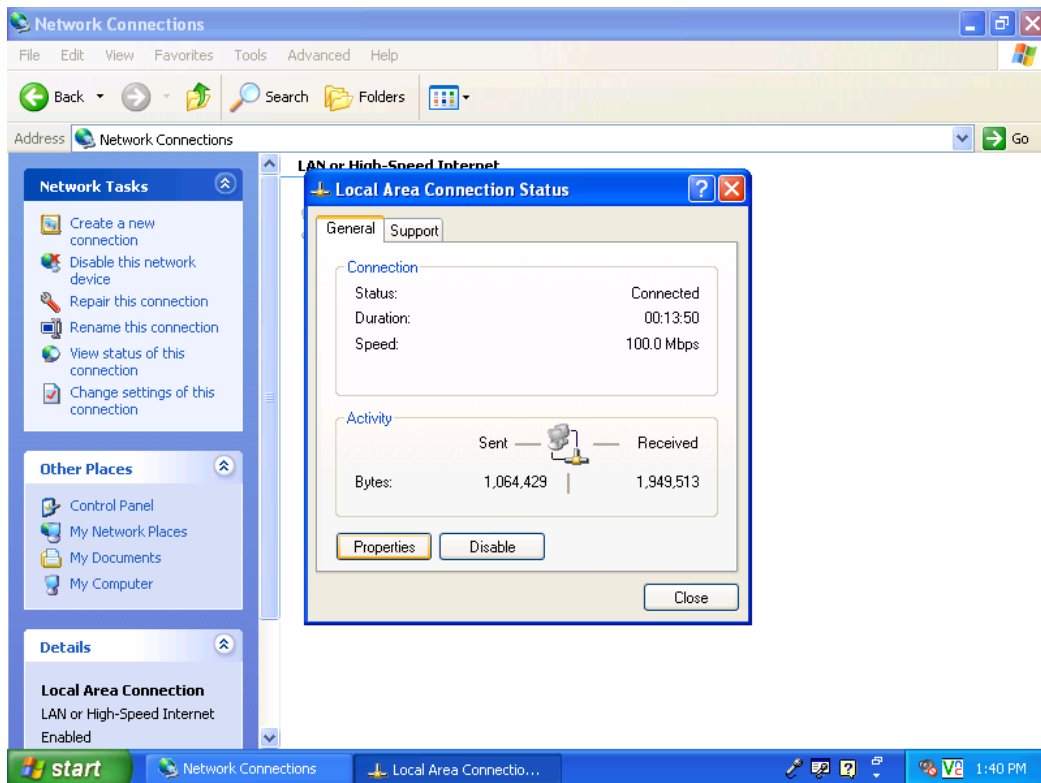 Network Connections
File Edit View Favorites Tools Advanced Help
Back Search Folders
Address Network Connections Go
LAN or High-Speed Internet
Network Tasks
Create a new
connection
Disable this network
device
Repair this connection
Rename this connection
View status of this
connection
Change settings of this
connection
Other Places
Control Panel
My Network Places
My Documents
My Computer
Details
Local Area Connection
LAN or High-Speed Internet
Enabled
Local Area Connection Status
General Support
Connection
Status: Connected
Duration: 00:13:50
Speed: 100.0 Mbps
Activity
Sent Received
Bytes: 1,064,429 1,949,513
Properties Disable
Close
start Network Connections Local Area Connectio... 1:40 PM